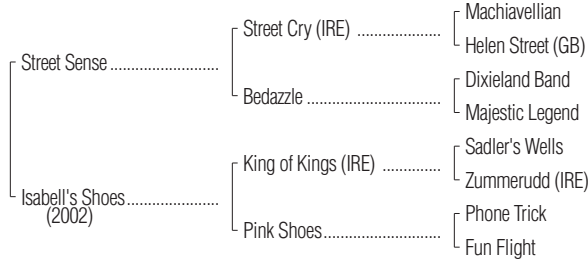 Machiavellian
Street Cry (IRE) ....................
Helen Street (GB)
Street Sense ...........................
Dixieland Band
Bedazzle .................................
Majestic Legend
Sadler's Wells
King of Kings (IRE) ..............
Zummerudd (IRE)
Isabell's Shoes ......................
(2002)
Phone Trick
Pink Shoes.............................
Fun Flight